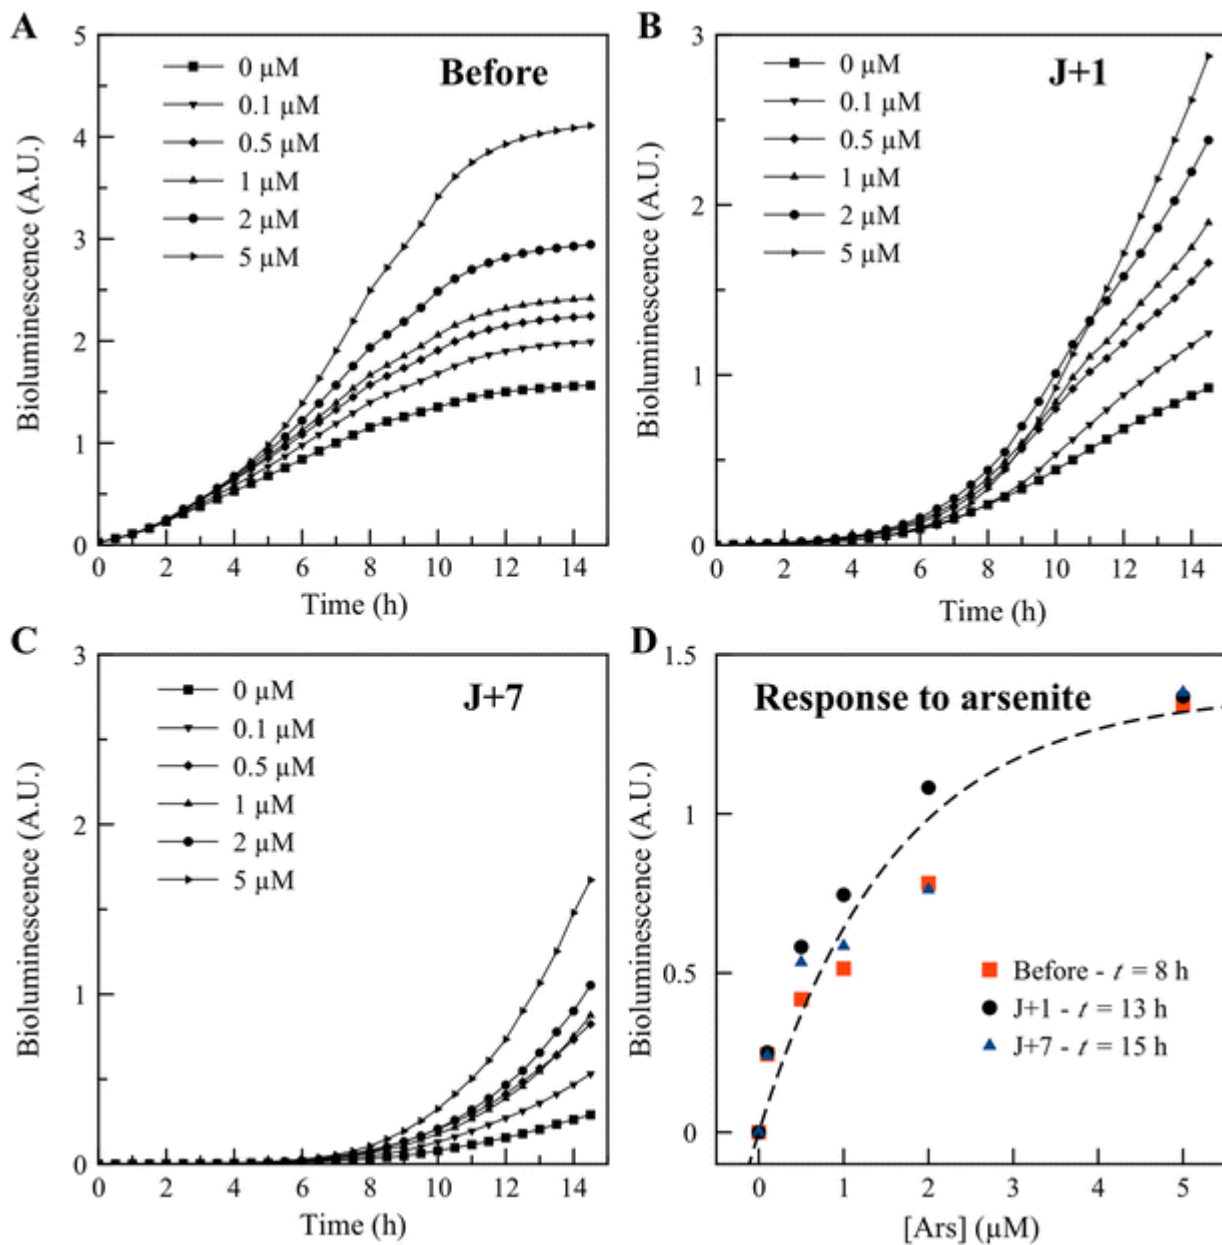 A
Before
Bioluminescence (A.U.)
5
4
3
2
1
0
0 µM
0.1 µM
0.5 µM
1 µM
2 µM
5 µM
0 2 4 6 8 10 12 14
Time (h)
B
J+1
Bioluminescence (A.U.)
3
2
1
0
0 µM
0.1 µM
0.5 µM
1 µM
2 µM
5 µM
0 2 4 6 8 10 12 14
Time (h)
C
J+7
Bioluminescence (A.U.)
3
2
1
0
0 µM
0.1 µM
0.5 µM
1 µM
2 µM
5 µM
0 2 4 6 8 10 12 14
Time (h)
D
Response to arsenite
Bioluminescence (A.U.)
1.5
1
0.5
0
Before - t = 8 h
J+1 - t = 13 h
J+7 - t = 15 h
0 1 2 3 4 5
[Ars] (µM)